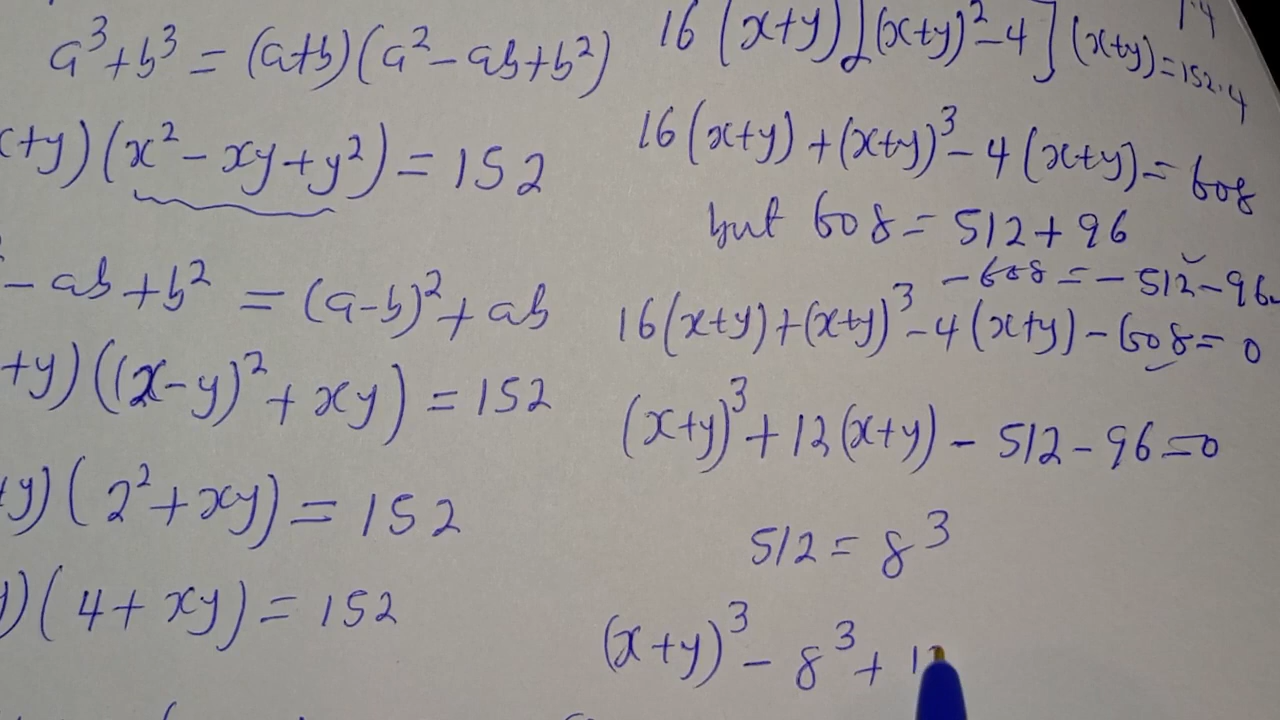 a³+b³ = (a+b)(a²-ab+b²)
x+y)(x²-xy+y²) = 152
-ab+b² = (a-b)²+ab
+y)((x-y)²+xy) = 152
+y)(2²+xy) = 152
)(4+xy) = 152
16(x+y)[(x+y)²-4](x+y)=152.4
16(x+y)+(x+y)³-4(x+y)=608
but 608 = 512+96
-608 = -512-96
16(x+y)+(x+y)³-4(x+y)-608=0
(x+y)³+12(x+y)-512-96=0
512 = 8³
(x+y)³-8³+1